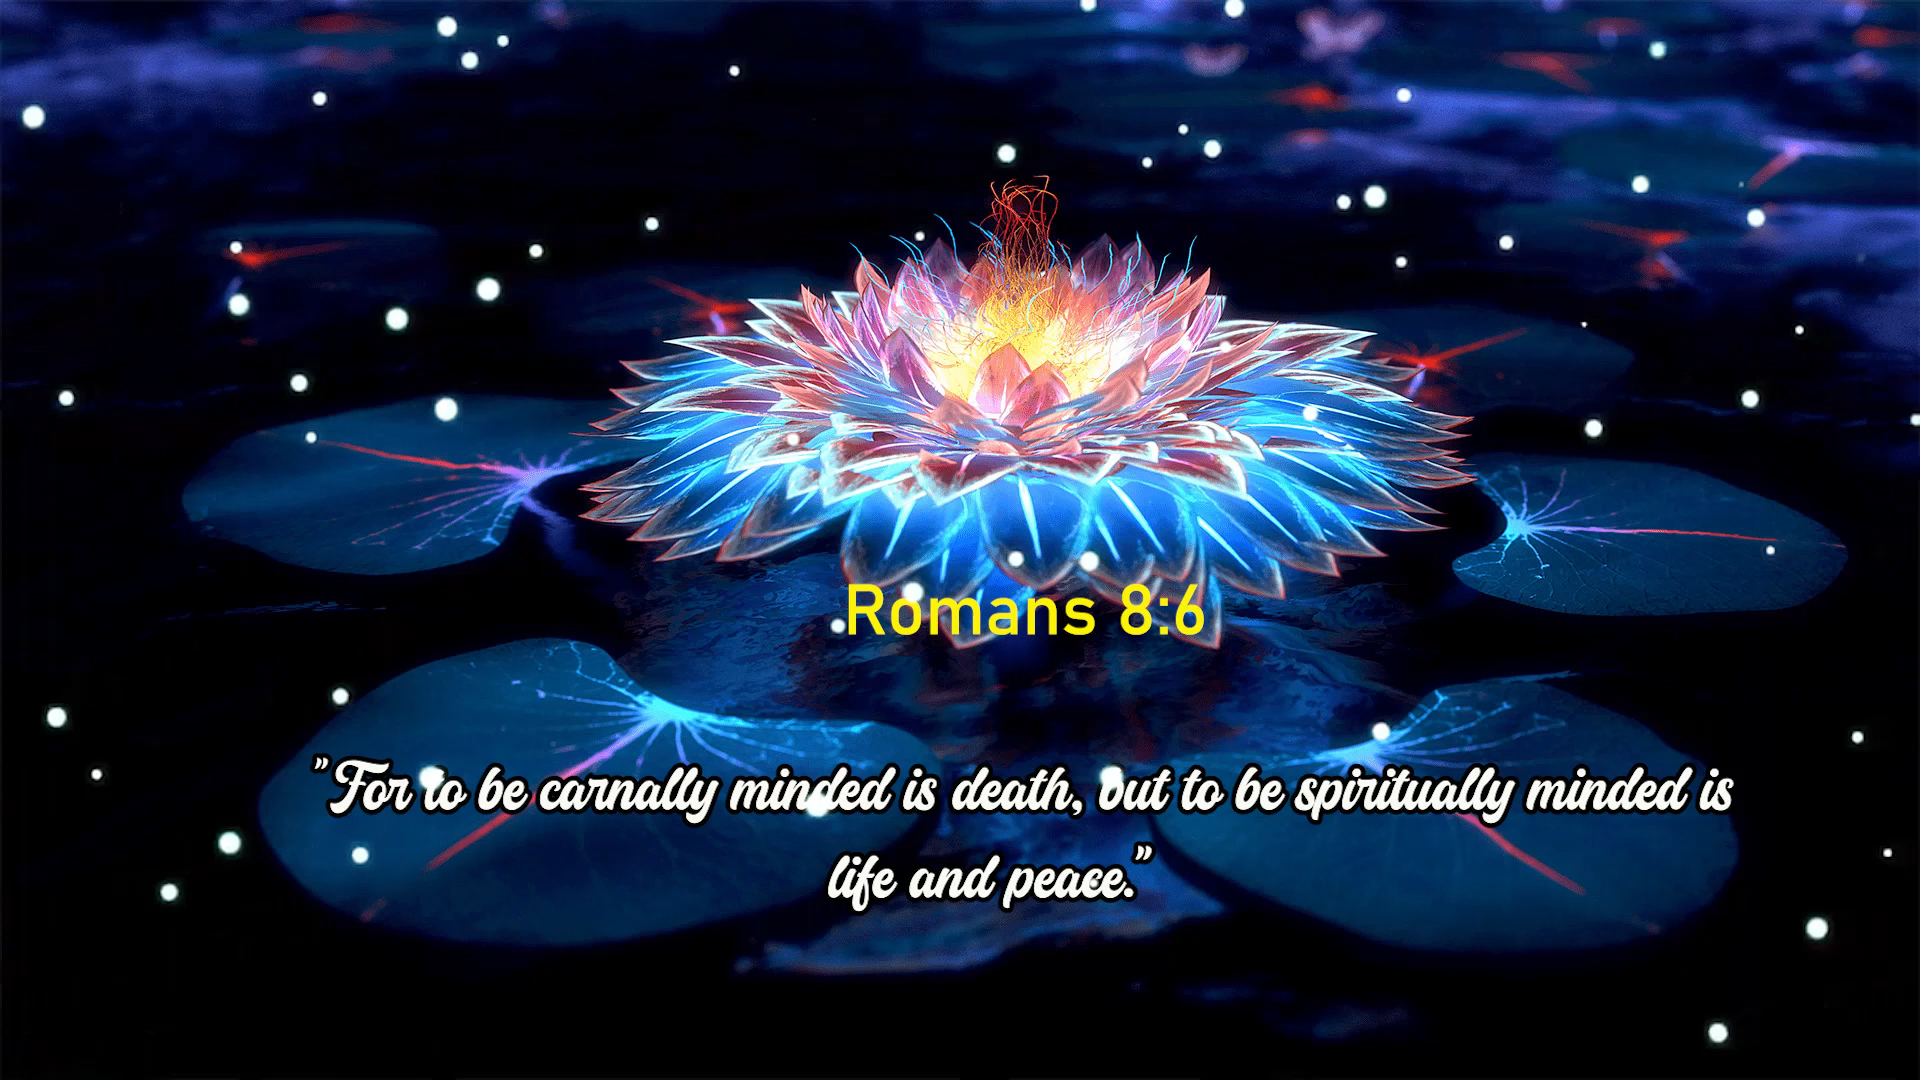 Romans 8:6
"For to be carnally minded is death, but to be spiritually minded is
life and peace."